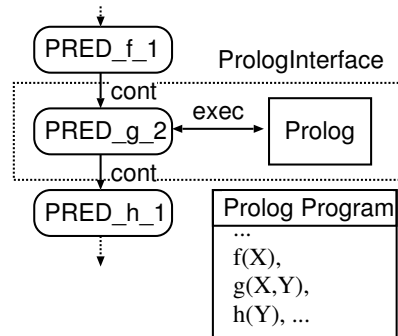 PRED_f_1
PrologInterface
cont
exec
PRED_g_2
Prolog
cont
PRED_h_1
Prolog Program
...
f(X),
g(X,Y),
h(Y), ...